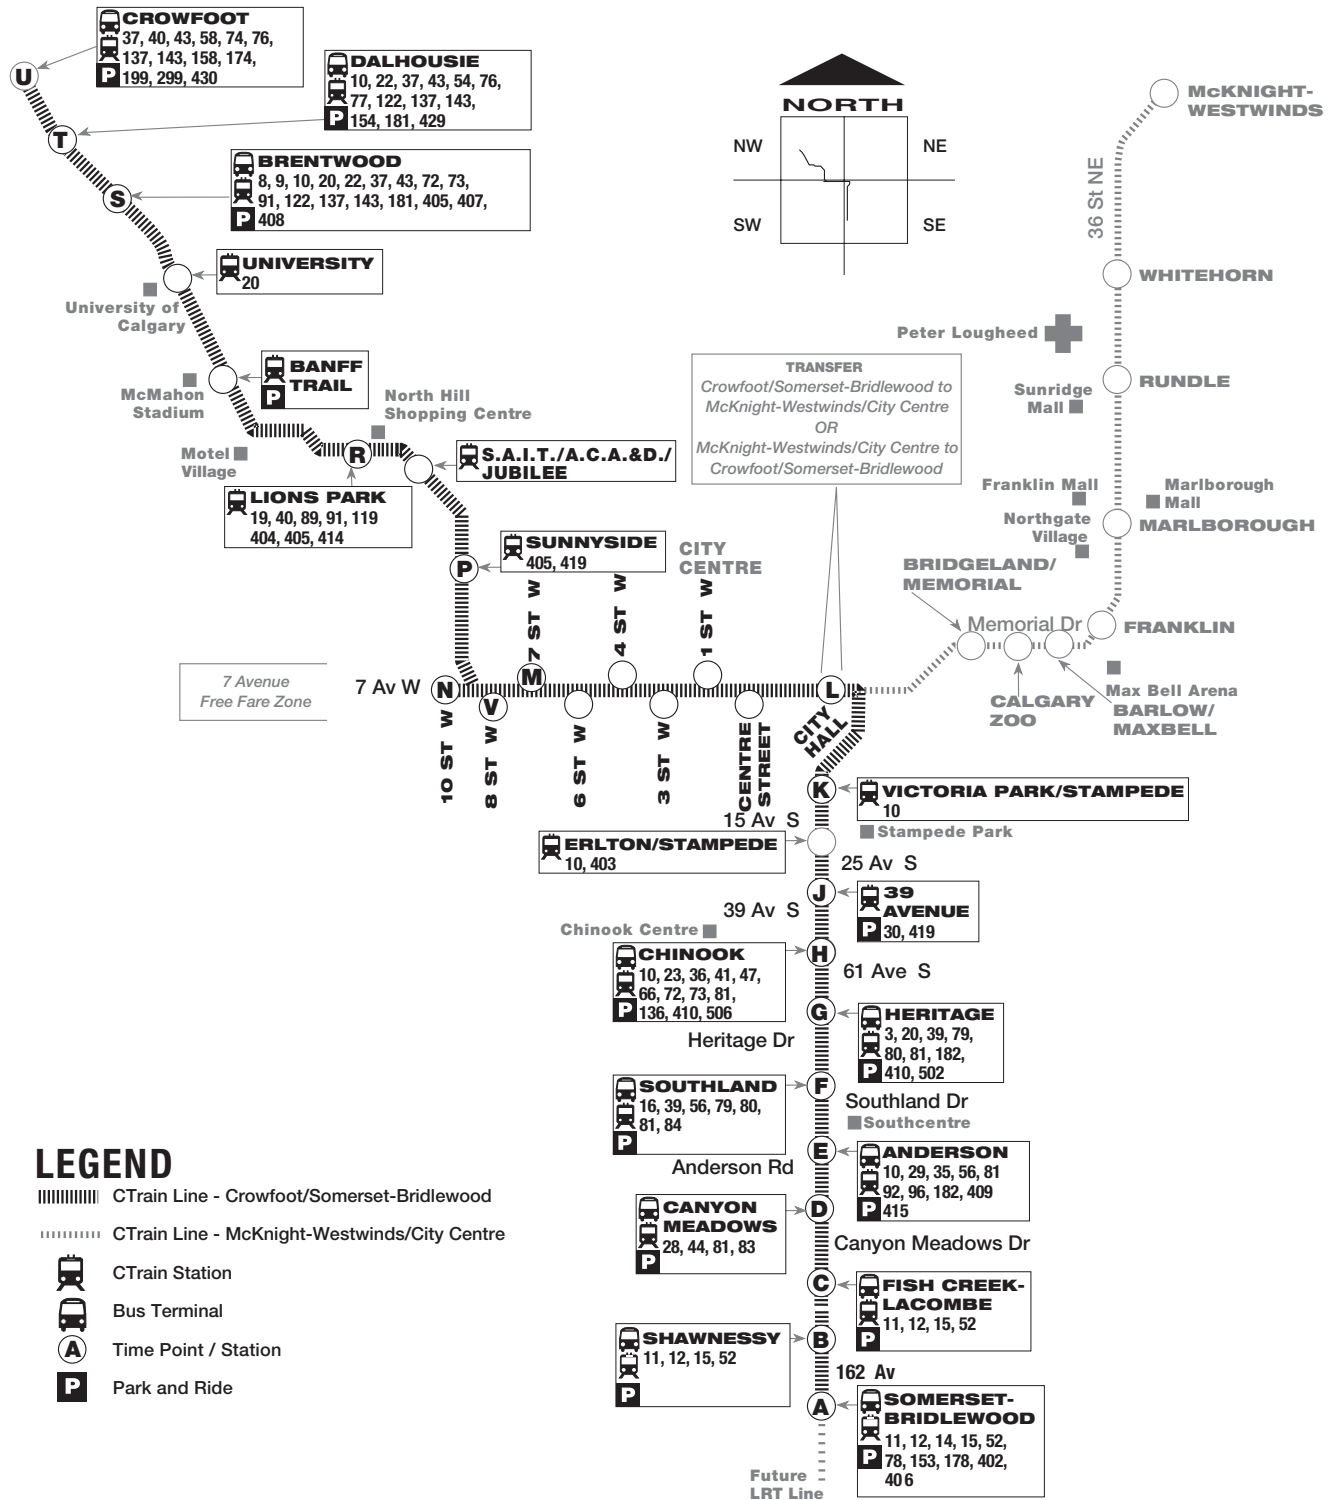 CROWFOOT
37, 40, 43, 58, 74, 76,
137, 143, 158, 174,
P
199, 299, 430
U
DALHOUSIE
10, 22, 37, 43, 54, 76,
77, 122, 137, 143,
P
154, 181, 429
T
BRENTWOOD
8, 9, 10, 20, 22, 37, 43, 72, 73,
91, 122, 137, 143, 181, 405, 407,
P
408
S
UNIVERSITY
20
University of
Calgary
BANFF
TRAIL
P
McMahon
Stadium
North Hill
Shopping Centre
Motel
Village
R
S.A.I.T./A.C.A.&D./
JUBILEE
LIONS PARK
19, 40, 89, 91, 119
404, 405, 414
SUNNYSIDE
405, 419
P
NORTH
NW
NE
SW
SE
McKNIGHT-
WESTWINDS
36 St NE
WHITEHORN
Peter Lougheed
RUNDLE
Sunridge
Mall
TRANSFER
Crowfoot/Somerset-Bridlewood to
McKnight-Westwinds/City Centre
OR
McKnight-Westwinds/City Centre to
Crowfoot/Somerset-Bridlewood
Franklin Mall
Marlborough
Mall
Northgate
Village
MARLBOROUGH
BRIDGELAND/
MEMORIAL
Memorial Dr
FRANKLIN
CALGARY
ZOO
Max Bell Arena
BARLOW/
MAXBELL
CITY
CENTRE
7 ST W
4 ST W
1 ST W
7 Avenue
Free Fare Zone
7 Av W
N
V
M
L
10 ST W
8 ST W
6 ST W
3 ST W
CENTRE
STREET
CITY
HALL
K
VICTORIA PARK/STAMPEDE
10
15 Av S
Stampede Park
ERLTON/STAMPEDE
10, 403
25 Av S
J
39
AVENUE
P
30, 419
39 Av S
Chinook Centre
CHINOOK
10, 23, 36, 41, 47,
66, 72, 73, 81,
P
136, 410, 506
H
61 Ave S
G
HERITAGE
3, 20, 39, 79,
80, 81, 182,
P
410, 502
Heritage Dr
SOUTHLAND
16, 39, 56, 79, 80,
81, 84
P
F
Southland Dr
Southcentre
E
ANDERSON
10, 29, 35, 56, 81
92, 96, 182, 409
P
415
Anderson Rd
CANYON
MEADOWS
28, 44, 81, 83
P
D
Canyon Meadows Dr
C
FISH CREEK-
LACOMBE
11, 12, 15, 52
P
SHAWNESSY
11, 12, 15, 52
P
B
162 Av
A
SOMERSET-
BRIDLEWOOD
11, 12, 14, 15, 52,
P
78, 153, 178, 402,
406
Future
LRT Line
LEGEND
CTrain Line - Crowfoot/Somerset-Bridlewood
CTrain Line - McKnight-Westwinds/City Centre
CTrain Station
Bus Terminal
A
Time Point / Station
P
Park and Ride